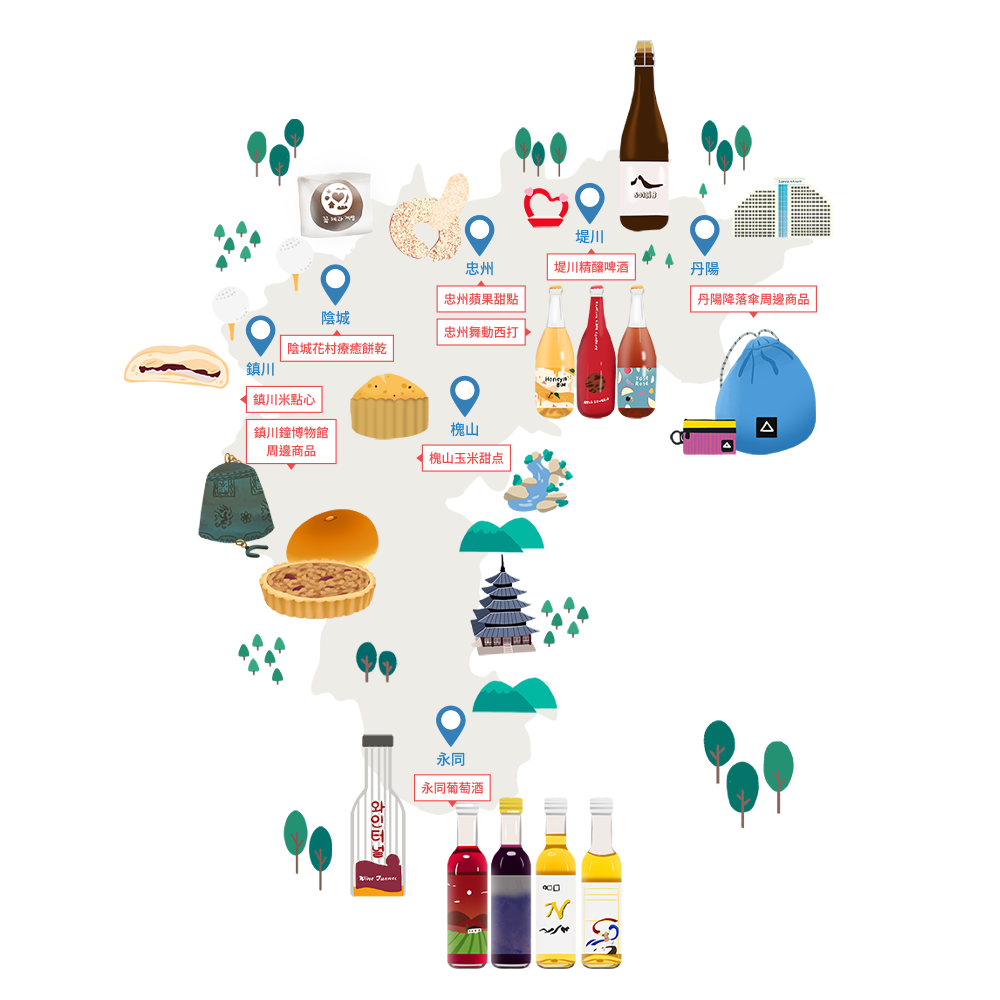 堤川
堤川精釀啤酒
丹陽
丹陽降落傘周邊商品
忠州
忠州蘋果甜點
忠州舞動西打
陰城
陰城花村療癒餅乾
鎮川
鎮川米點心
鎮川鐘博物館
周邊商品
槐山
槐山玉米甜点
永同
永同葡萄酒
와인터널
Wine Tunnel